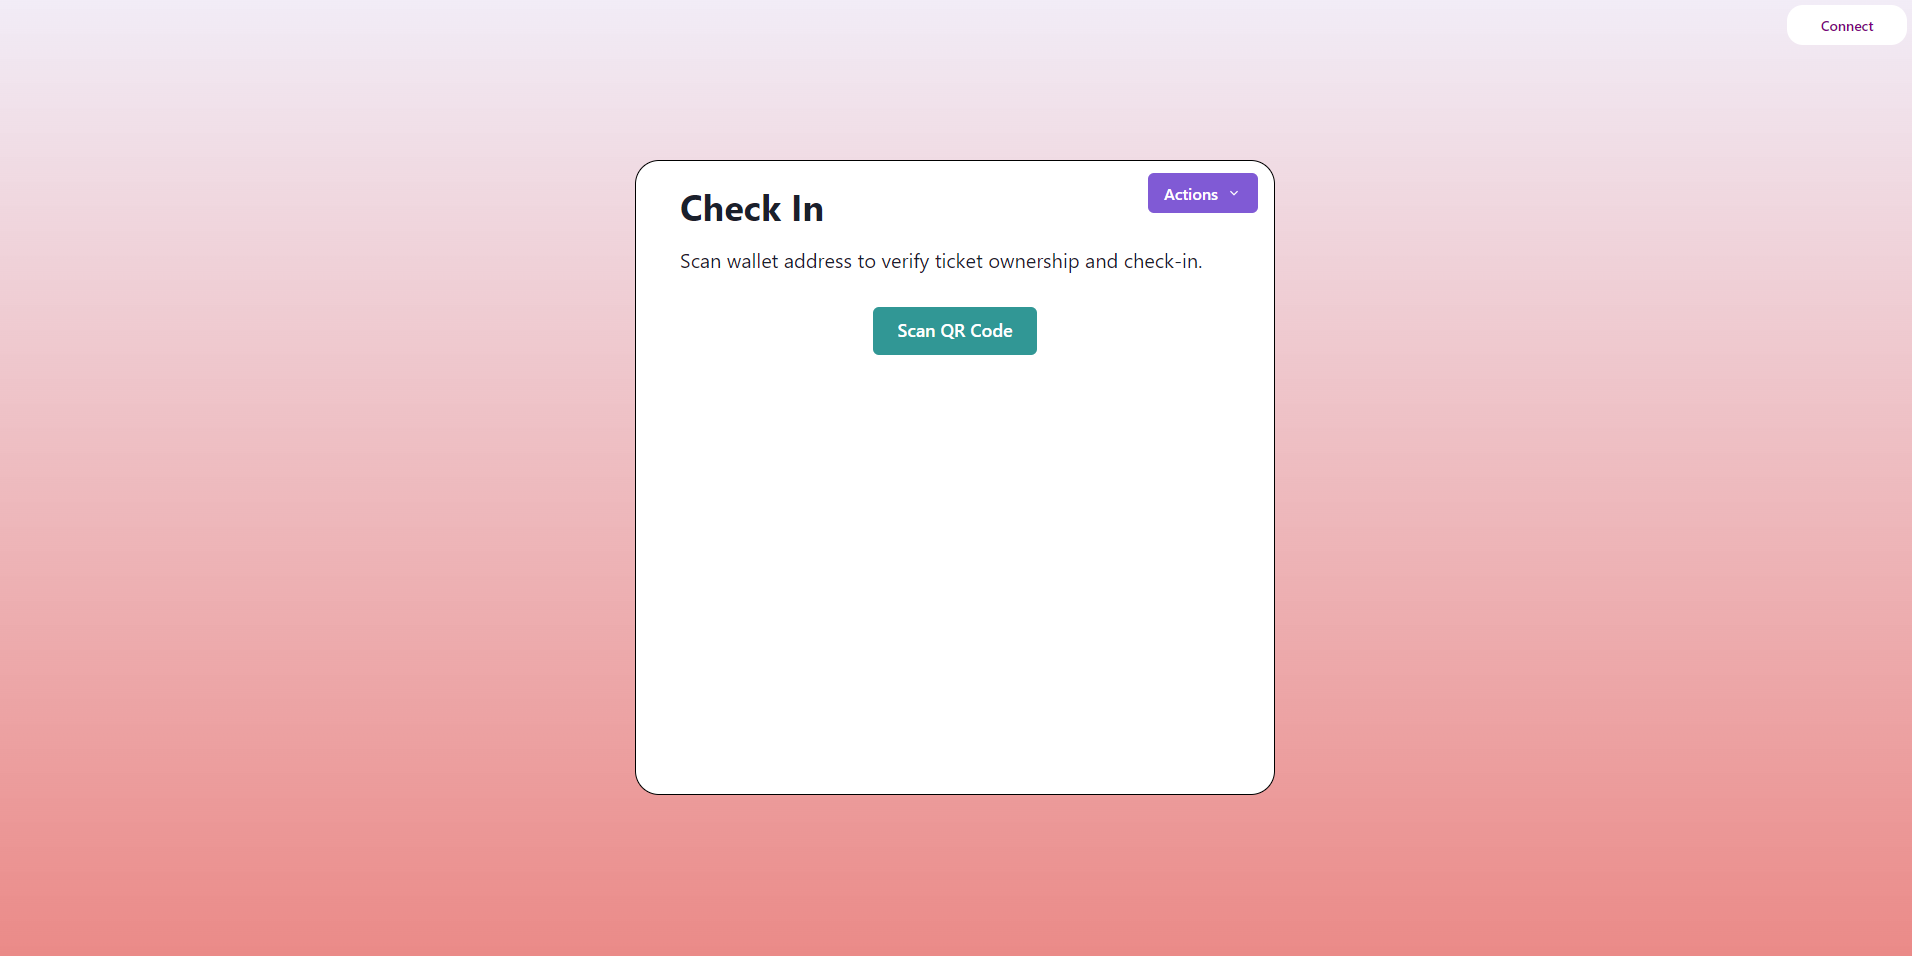 Connect
Check In
Actions
Scan wallet address to verify ticket ownership and check-in.
Scan QR Code